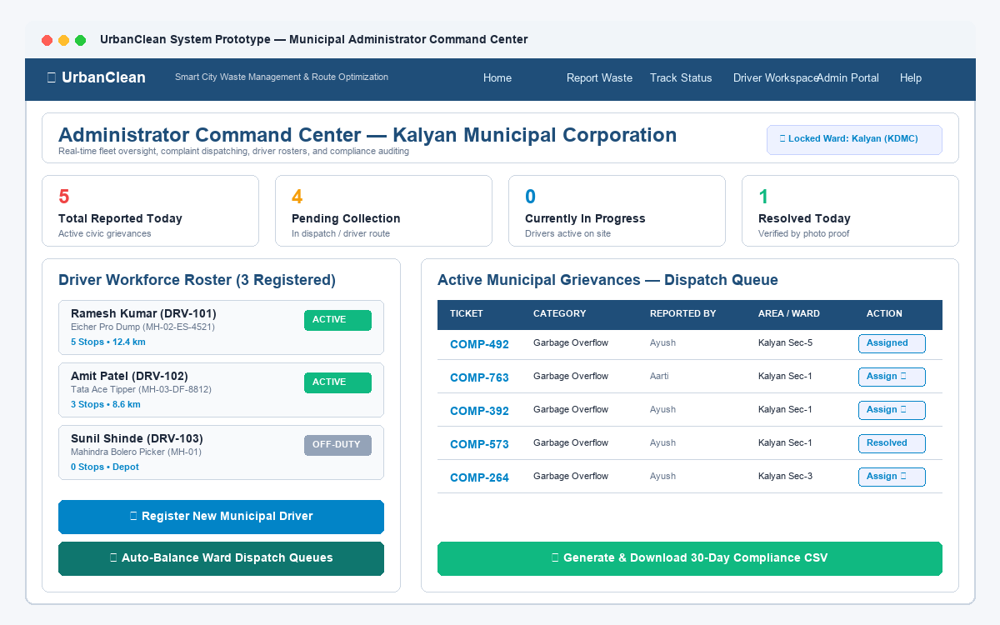 UrbanClean System Prototype — Municipal Administrator Command Center
UrbanClean
Smart City Waste Management & Route Optimization
Home
Report Waste
Track Status
Driver Workspace
Admin Portal
Help
Administrator Command Center — Kalyan Municipal Corporation
Real-time fleet oversight, complaint dispatching, driver rosters, and compliance auditing
Locked Ward: Kalyan (KDMC)
5
Total Reported Today
Active civic grievances
4
Pending Collection
In dispatch / driver route
0
Currently In Progress
Drivers active on site
1
Resolved Today
Verified by photo proof
Driver Workforce Roster (3 Registered)
Ramesh Kumar (DRV-101)
Eicher Pro Dump (MH-02-ES-4521)
5 Stops • 12.4 km
ACTIVE
Amit Patel (DRV-102)
Tata Ace Tipper (MH-03-DF-8812)
3 Stops • 8.6 km
ACTIVE
Sunil Shinde (DRV-103)
Mahindra Bolero Picker (MH-01)
0 Stops • Depot
OFF-DUTY
Register New Municipal Driver
Auto-Balance Ward Dispatch Queues
Active Municipal Grievances — Dispatch Queue
TICKET CATEGORY REPORTED BY AREA / WARD ACTION
COMP-492 Garbage Overflow Ayush Kalyan Sec-5 Assigned
COMP-763 Garbage Overflow Aarti Kalyan Sec-1 Assign
COMP-392 Garbage Overflow Ayush Kalyan Sec-1 Assign
COMP-573 Garbage Overflow Ayush Kalyan Sec-1 Resolved
COMP-264 Garbage Overflow Ayush Kalyan Sec-3 Assign
Generate & Download 30-Day Compliance CSV